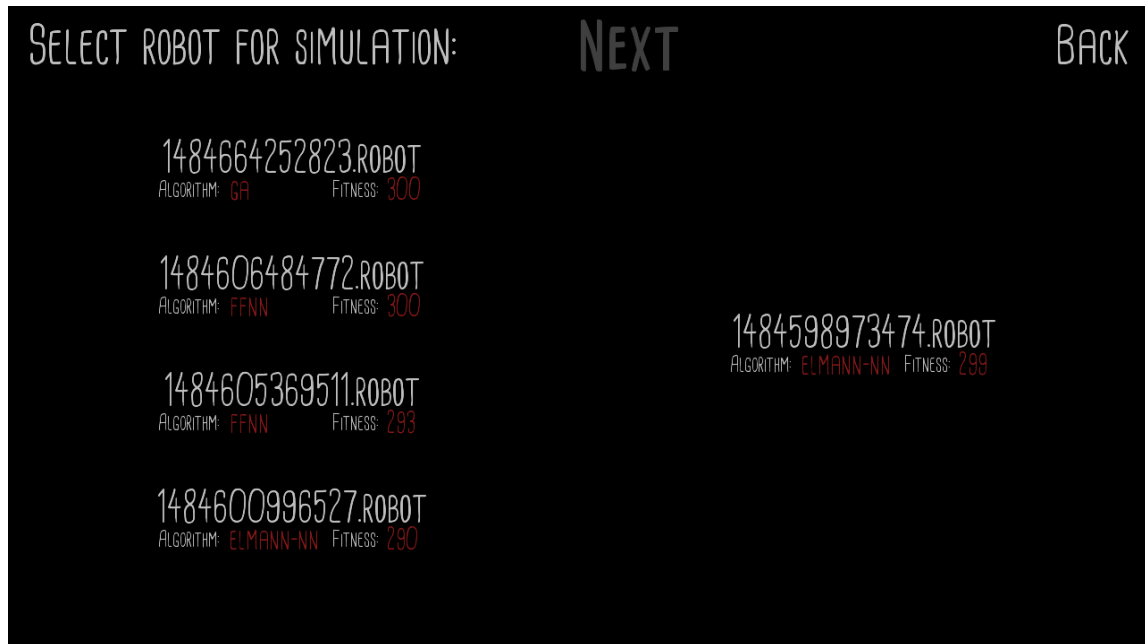 SELECT ROBOT FOR SIMULATION:
NEXT
BACK
1484664252823.ROBOT
ALGORITHM: GA FITNESS: 300
1484606484772.ROBOT
ALGORITHM: FFNN FITNESS: 300
1484605369511.ROBOT
ALGORITHM: FFNN FITNESS: 293
1484600996527.ROBOT
ALGORITHM: ELMANN-NN FITNESS: 290
1484598973474.ROBOT
ALGORITHM: ELMANN-NN FITNESS: 299